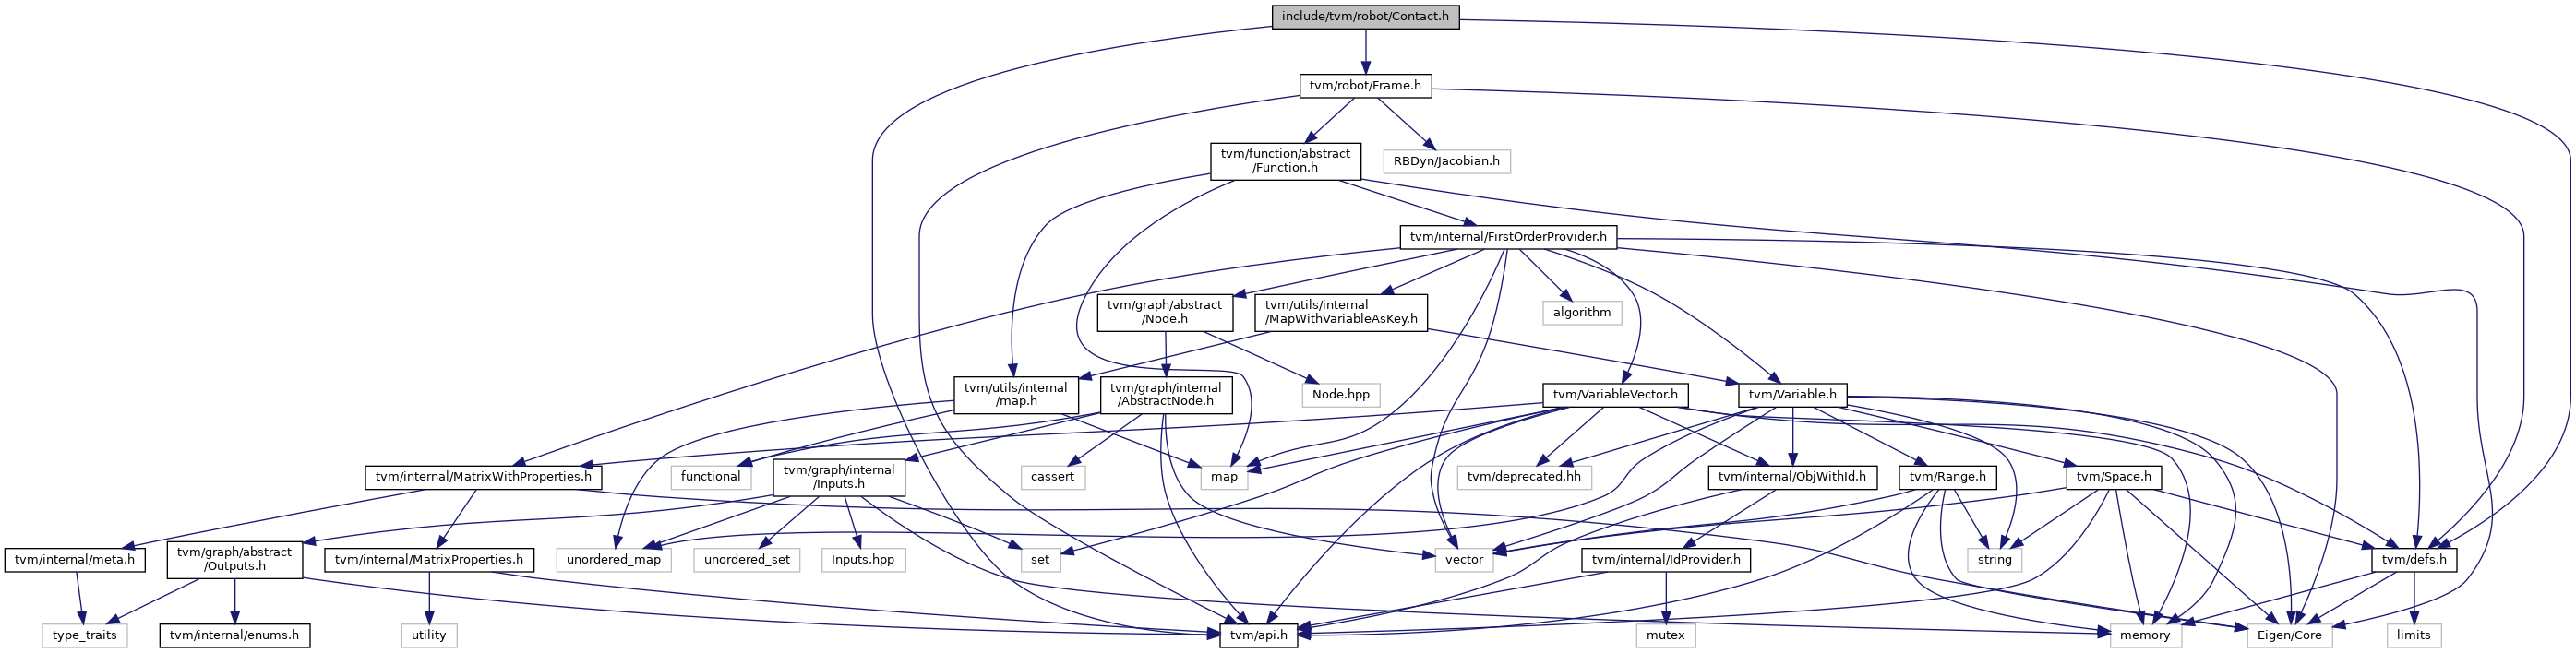 include/tvm/robot/Contact.h
tvm/robot/Frame.h
tvm/function/abstract
/Function.h
RBDyn/Jacobian.h
tvm/internal/FirstOrderProvider.h
tvm/graph/abstract
/Node.h
tvm/utils/internal
/MapWithVariableAsKey.h
algorithm
tvm/utils/internal
/map.h
tvm/graph/internal
/AbstractNode.h
Node.hpp
tvm/VariableVector.h
tvm/Variable.h
tvm/internal/MatrixWithProperties.h
functional
tvm/graph/internal
/Inputs.h
cassert
map
tvm/deprecated.hh
tvm/internal/ObjWithId.h
tvm/Range.h
tvm/Space.h
tvm/internal/meta.h
tvm/graph/abstract
/Outputs.h
tvm/internal/MatrixProperties.h
unordered_map
unordered_set
Inputs.hpp
set
vector
tvm/internal/IdProvider.h
string
tvm/defs.h
type_traits
tvm/internal/enums.h
utility
tvm/api.h
mutex
memory
Eigen/Core
limits